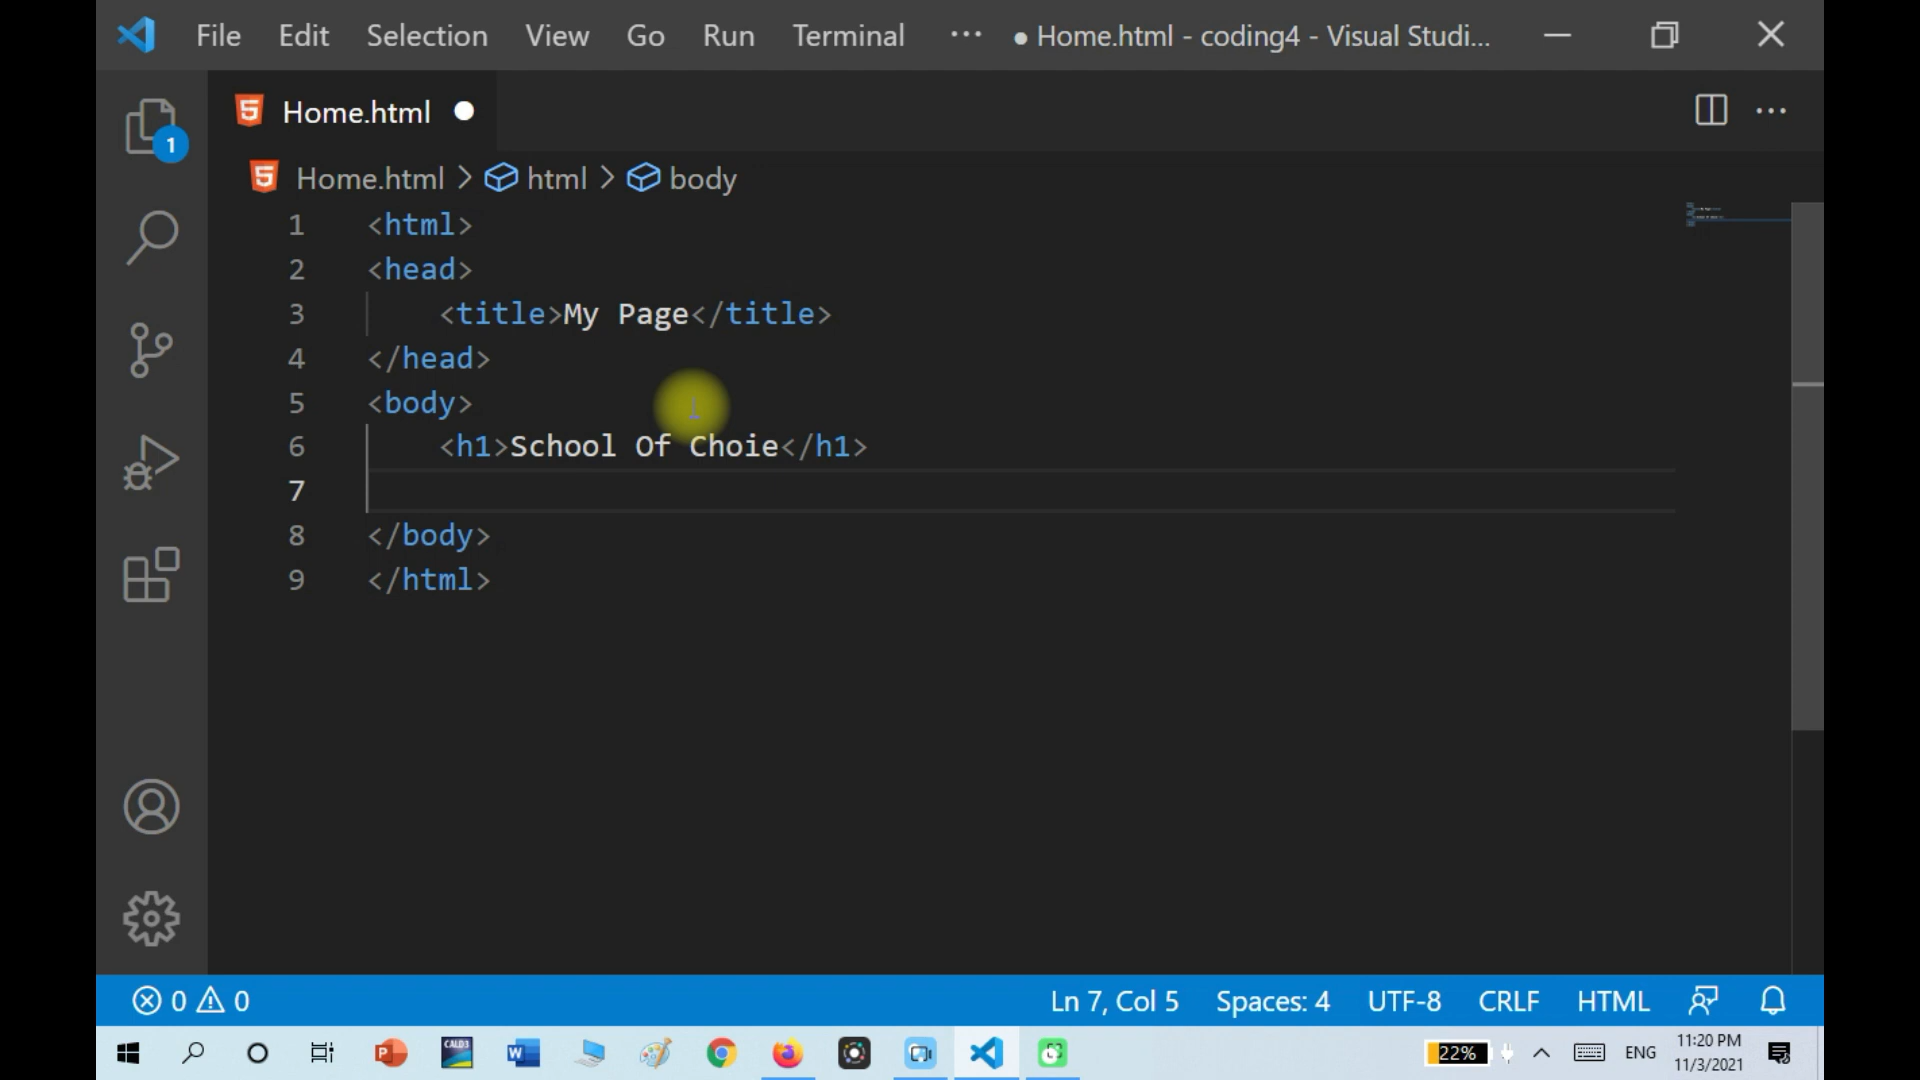 File Edit Selection View Go Run Terminal ··· ● Home.html - coding4 - Visual Studi...
Home.html ● ···
1
Home.html > html > body
1 <html>
2 <head>
3 <title>My Page</title>
4 </head>
5 <body>
6 <h1>School Of Choie</h1>
7
8 </body>
9 </html>
0 0 Ln 7, Col 5 Spaces: 4 UTF-8 CRLF HTML
CALD3 22% ENG 11:20 PM
11/3/2021